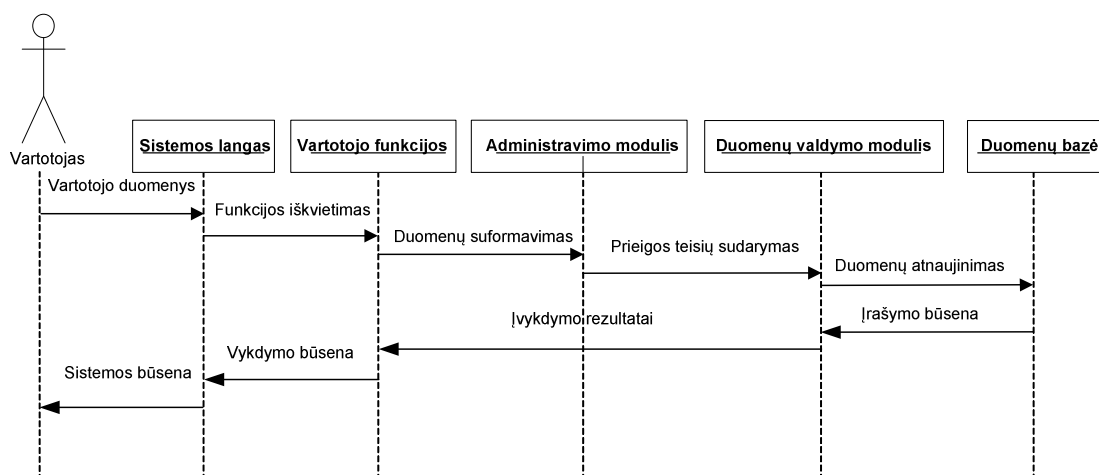 Vartotojas
Sistemos langas
Vartotojo funkcijos
Administravimo modulis
Duomenų valdymo modulis
Duomenų bazė
Vartotojo duomenys
Funkcijos iškvietimas
Duomenų suformavimas
Prieigos teisių sudarymas
Duomenų atnaujinimas
Įrašymo būsena
Įvykdymo rezultatai
Vykdymo būsena
Sistemos būsena